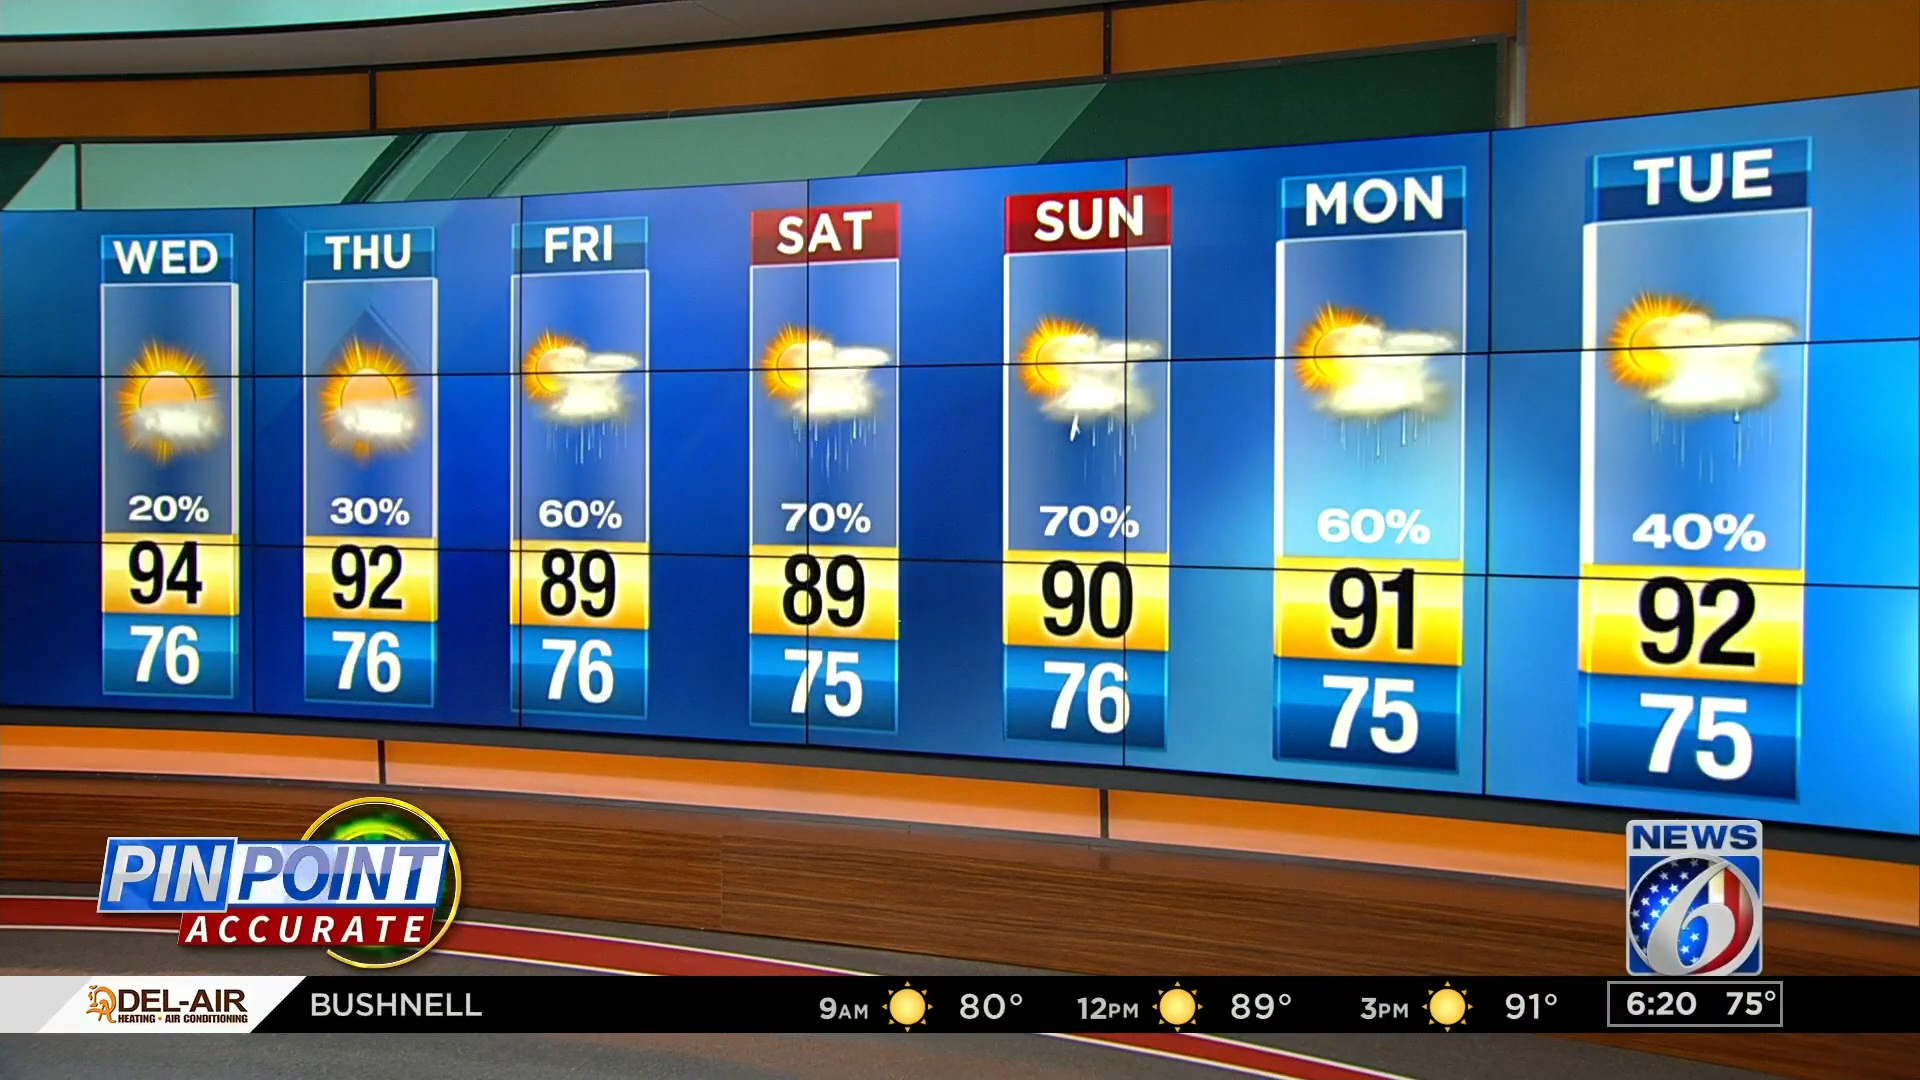 WED THU FRI SAT SUN MON TUE
20% 30% 60% 70% 70% 60% 40%
94 92 89 89 90 91 92
76 76 76 75 76 75 75
PINPOINT
ACCURATE
NEWS
6
DEL-AIR
HEATING • AIR CONDITIONING
BUSHNELL 9AM 80° 12PM 89° 3PM 91° 6:20 75°